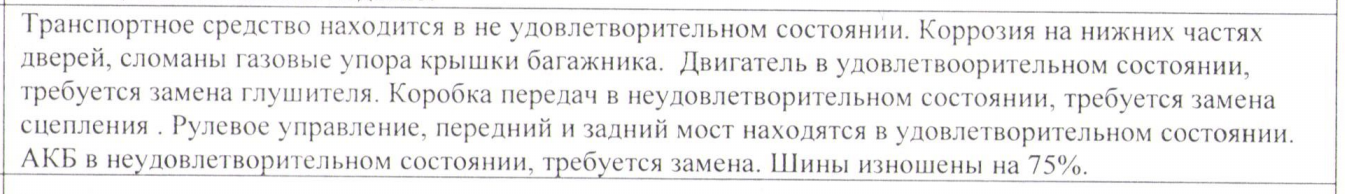 Транспортное средство находится в не удовлетворительном состоянии. Коррозия на нижних частях
дверей, сломаны газовые упора крышки багажника.  Двигатель в удовлетвоорительном состоянии,
требуется замена глушителя. Коробка передач в неудовлетворительном состоянии, требуется замена
сцепления . Рулевое управление, передний и задний мост находятся в удовлетворительном состоянии.
АКБ в неудовлетворительном состоянии, требуется замена. Шины изношены на 75%.